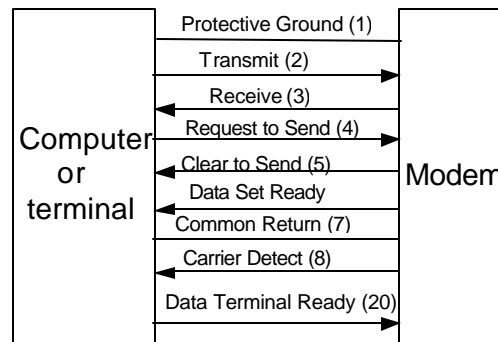 Protective Ground (1)
Transmit (2)
Receive (3)
Request to Send (4)
Computer
or
terminal
Clear to Send (5)
Modem
Data Set Ready
Common Return (7)
Carrier Detect (8)
Data Terminal Ready (20)